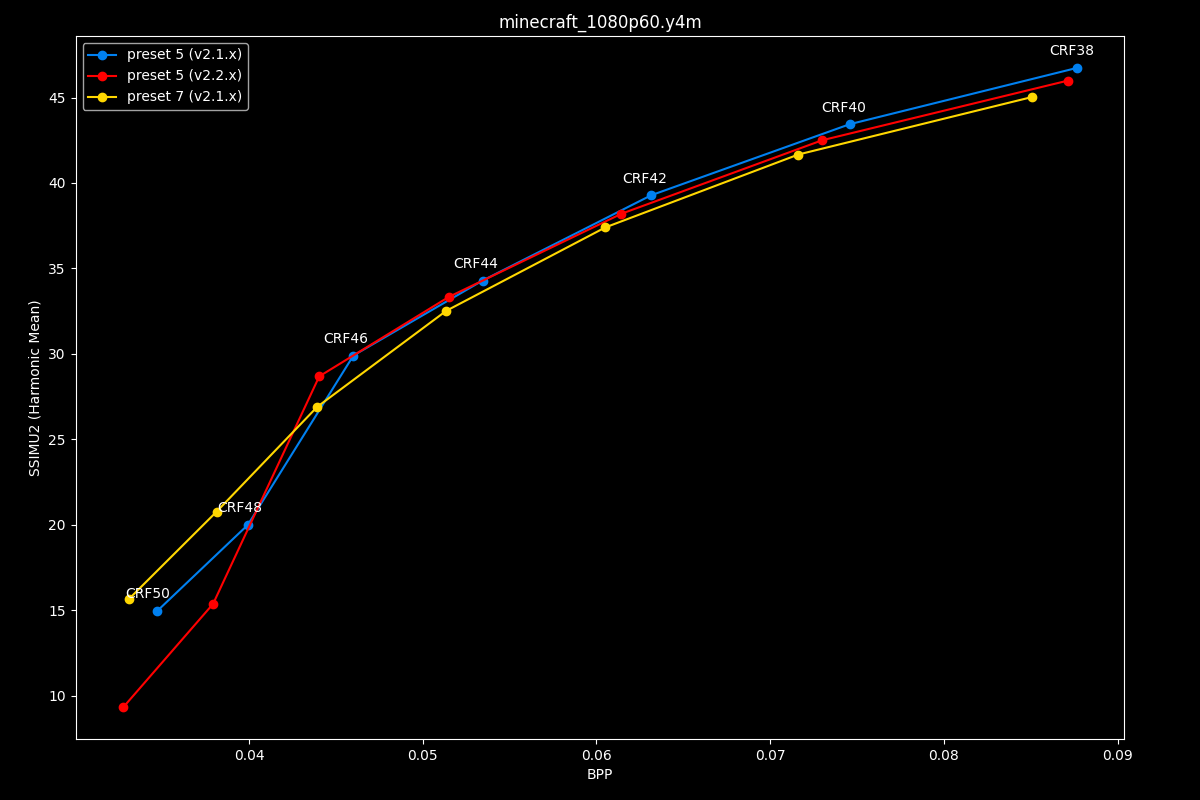 minecraft_1080p60.y4m
preset 5 (v2.1.x)
preset 5 (v2.2.x)
preset 7 (v2.1.x)
CRF38
CRF40
CRF42
CRF44
CRF46
CRF48
CRF50
45
40
35
30
25
20
15
10
SSIMU2 (Harmonic Mean)
0.04
0.05
0.06
0.07
0.08
0.09
BPP